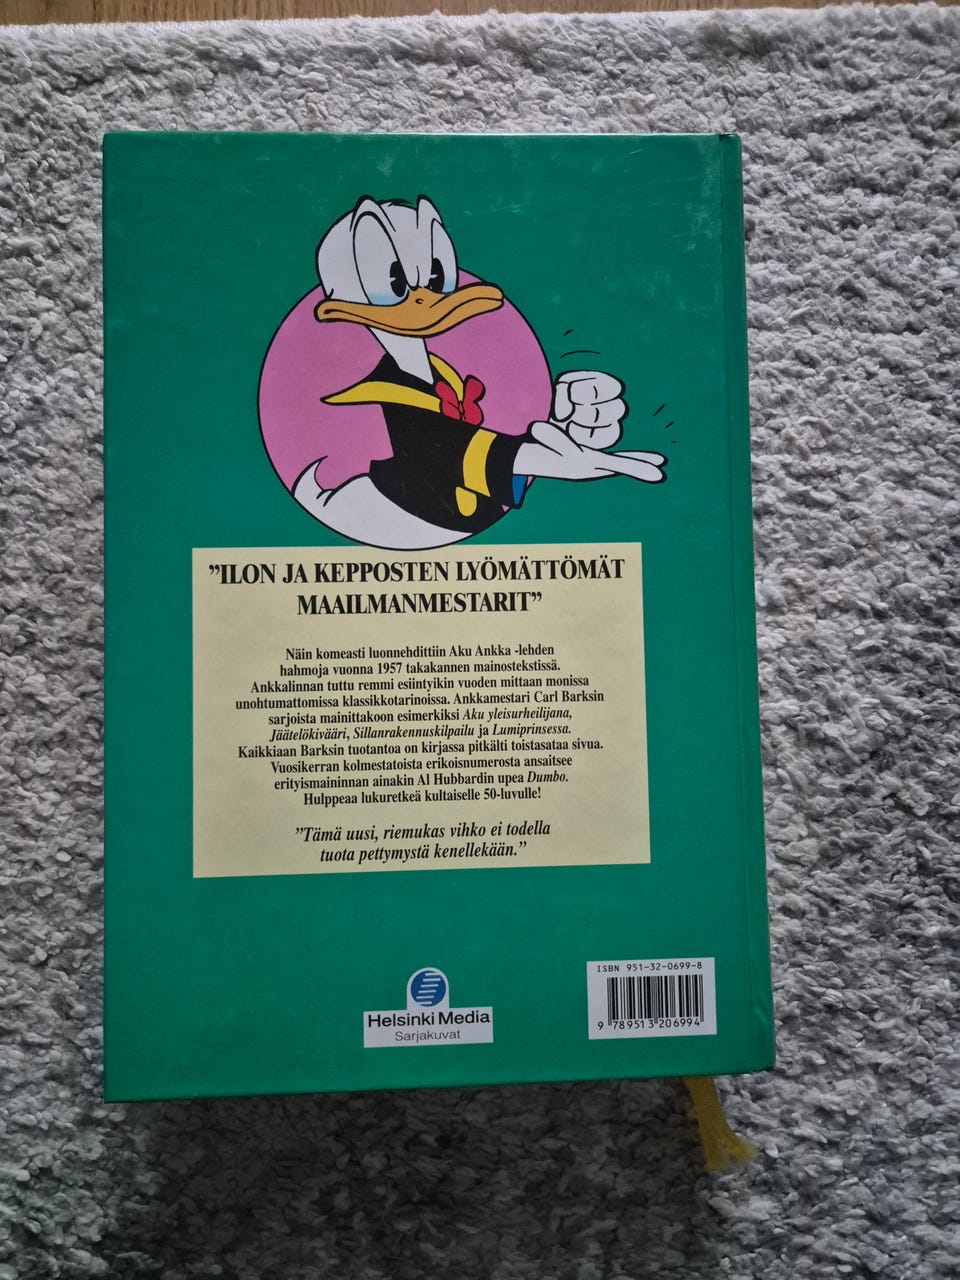 ”ILON JA KEPPOSTEN LYÖMÄTTÖMÄT
MAAILMANMESTARIT”
Näin komeasti luonnehdittiin Aku Ankka -lehden
hahmoja vuonna 1957 takakannen mainostekstissä.
Ankkalinnan tuttu remmi esiintyikin vuoden mittaan monissa
unohtumattomissa klassikkotarinoissa. Ankkamestari Carl Barksin
sarjoista mainittakoon esimerkiksi Aku yleisurheilijana,
Jäätelökivääri, Sillanrakennuskilpailu ja Lumiprinsessa.
Kaikkiaan Barksin tuotantoa on kirjassa pitkälti toistasataa sivua.
Vuosikerran kolmestatoista erikoisnumerosta ansaitsee
erityismaininnan ainakin Al Hubbardin upea Dumbo.
Hulppeaa lukuretkeä kultaiselle 50-luvulle!
”Tämä uusi, riemukas vihko ei todella
tuota pettymystä kenellekään.”
ISBN 951-32-0699-8
9 789513 206994
Helsinki Media
Sarjakuvat